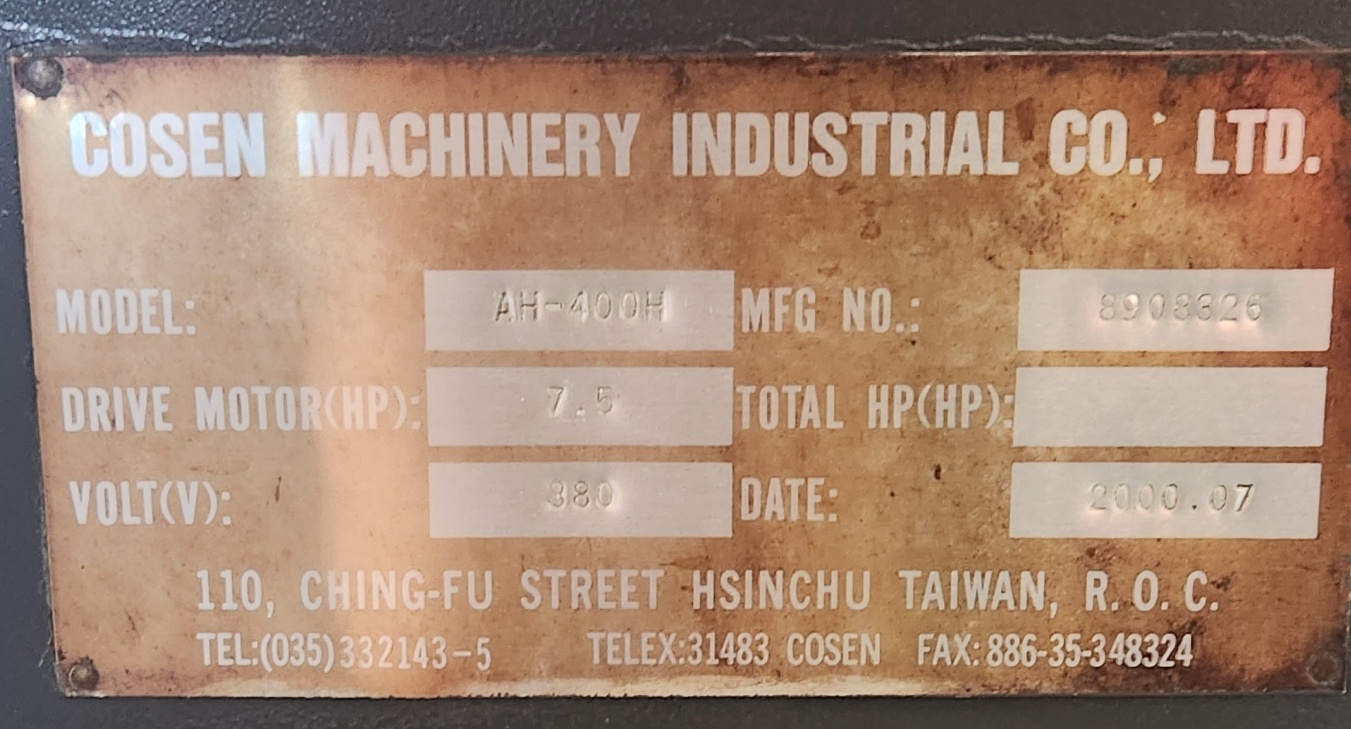 COSEN MACHINERY INDUSTRIAL CO., LTD.
MODEL: AH-400H MFG NO.: 8908326
DRIVE MOTOR(HP): 7.5 TOTAL HP(HP):
VOLT(V): 380 DATE: 2000.07
110, CHING-FU STREET HSINCHU TAIWAN, R. O. C.
TEL:(035)332143-5 TELEX:31483 COSEN FAX: 886-35-348324